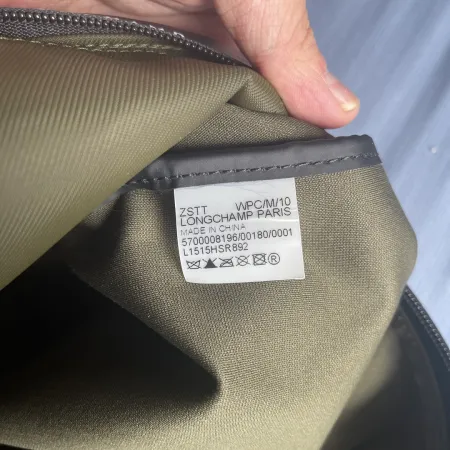 ZSTT WPC/M/10
LONGCHAMP PARIS
MADE IN CHINA
5700008196/00180/0001
L1515HSR892
®